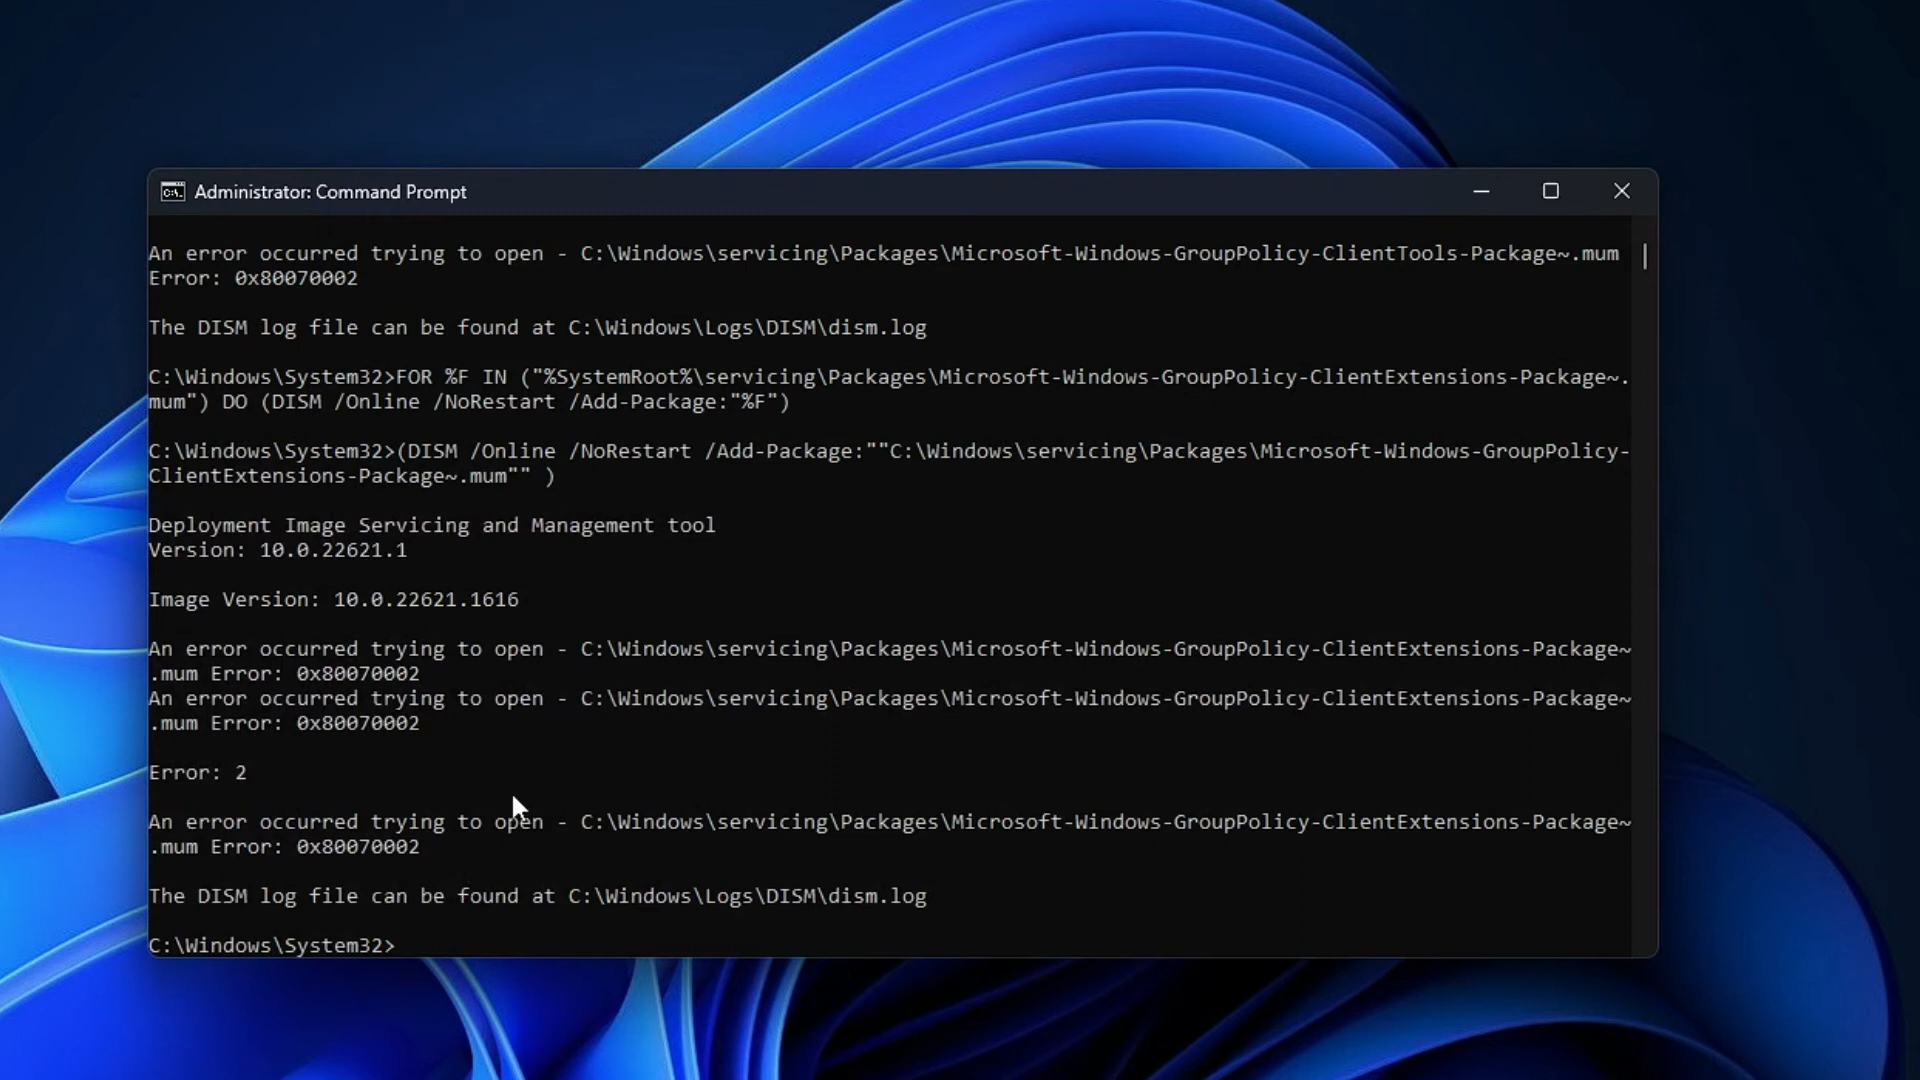 Administrator: Command Prompt
An error occurred trying to open - C:\Windows\servicing\Packages\Microsoft-Windows-GroupPolicy-ClientTools-Package~.mum
Error: 0x80070002
The DISM log file can be found at C:\Windows\Logs\DISM\dism.log
C:\Windows\System32>FOR %F IN ("%SystemRoot%\servicing\Packages\Microsoft-Windows-GroupPolicy-ClientExtensions-Package~.
mum") DO (DISM /Online /NoRestart /Add-Package:"%F")
C:\Windows\System32>(DISM /Online /NoRestart /Add-Package:""C:\Windows\servicing\Packages\Microsoft-Windows-GroupPolicy-
ClientExtensions-Package~.mum"" )
Deployment Image Servicing and Management tool
Version: 10.0.22621.1
Image Version: 10.0.22621.1616
An error occurred trying to open - C:\Windows\servicing\Packages\Microsoft-Windows-GroupPolicy-ClientExtensions-Package~
.mum Error: 0x80070002
An error occurred trying to open - C:\Windows\servicing\Packages\Microsoft-Windows-GroupPolicy-ClientExtensions-Package~
.mum Error: 0x80070002
Error: 2
An error occurred trying to open - C:\Windows\servicing\Packages\Microsoft-Windows-GroupPolicy-ClientExtensions-Package~
.mum Error: 0x80070002
The DISM log file can be found at C:\Windows\Logs\DISM\dism.log
C:\Windows\System32>